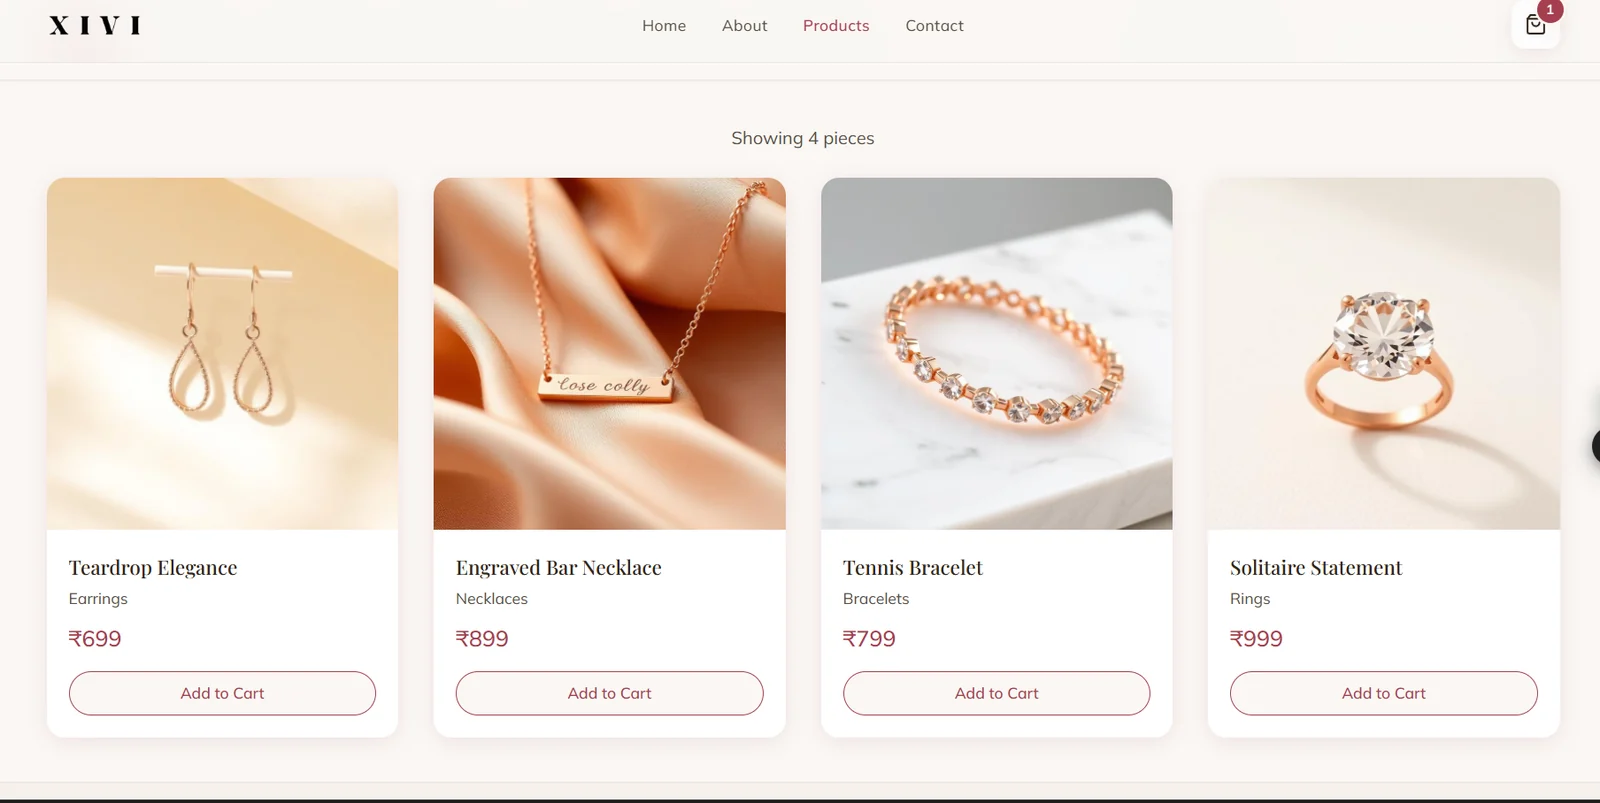 XIVI
Home About Products Contact
1
Showing 4 pieces
Lose colly
Teardrop Elegance
Earrings
₹699
Add to Cart
Engraved Bar Necklace
Necklaces
₹899
Add to Cart
Tennis Bracelet
Bracelets
₹799
Add to Cart
Solitaire Statement
Rings
₹999
Add to Cart